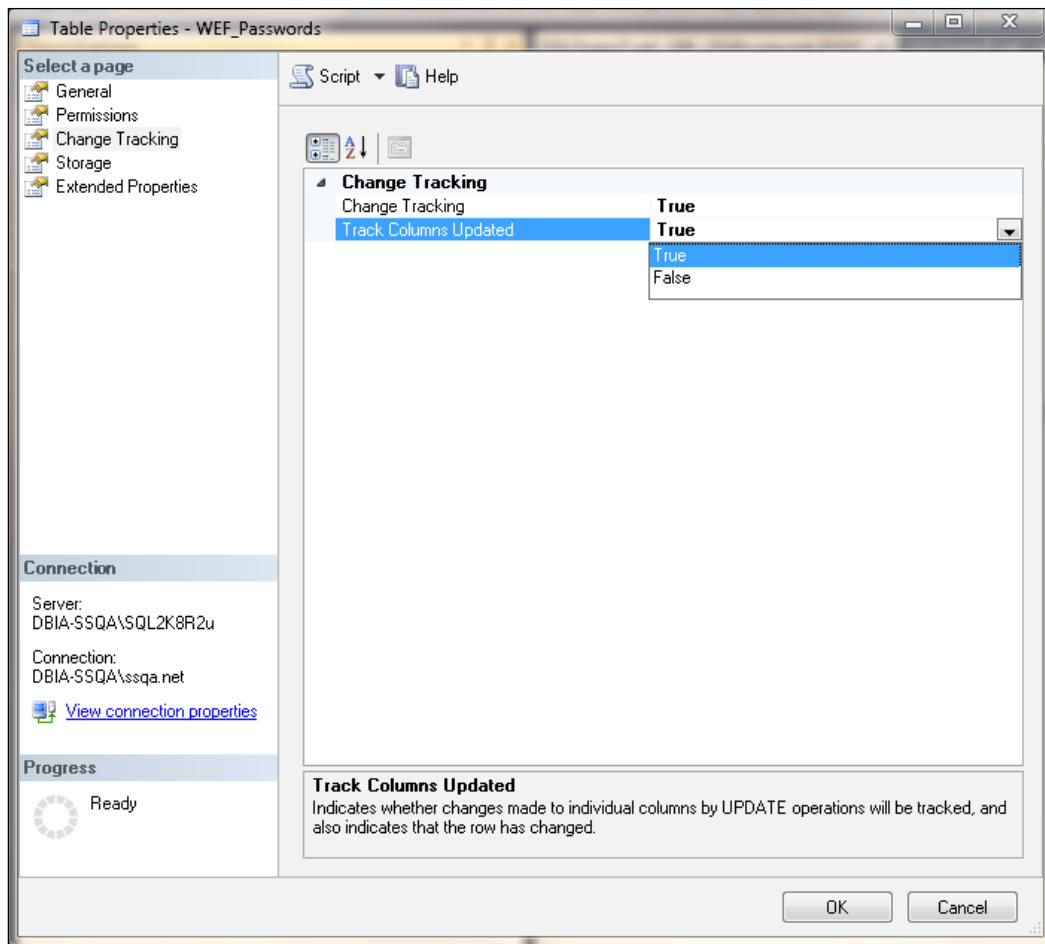 Table Properties - WEF_Passwords
Select a page
General
Permissions
Change Tracking
Storage
Extended Properties
Script
Help
Change Tracking
Change Tracking True
Track Columns Updated True
True
False
Connection
Server:
DBIA-SSQA\SQL2K8R2u
Connection:
DBIA-SSQA\ssqa.net
View connection properties
Progress
Ready
Track Columns Updated
Indicates whether changes made to individual columns by UPDATE operations will be tracked, and
also indicates that the row has changed.
OK Cancel